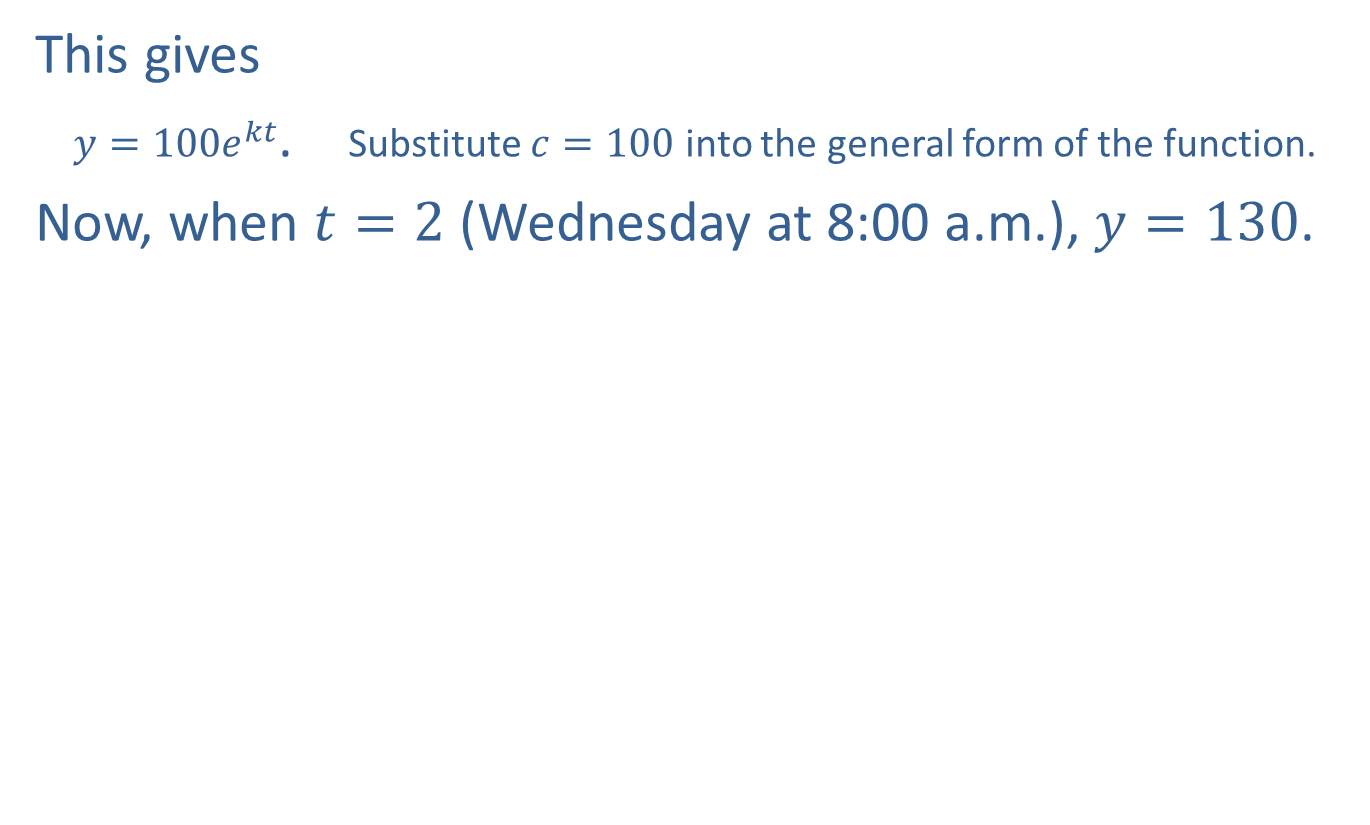 This gives
y = 100e^{kt}. Substitute c = 100 into the general form of the function.
Now, when t = 2 (Wednesday at 8:00 a.m.), y = 130.